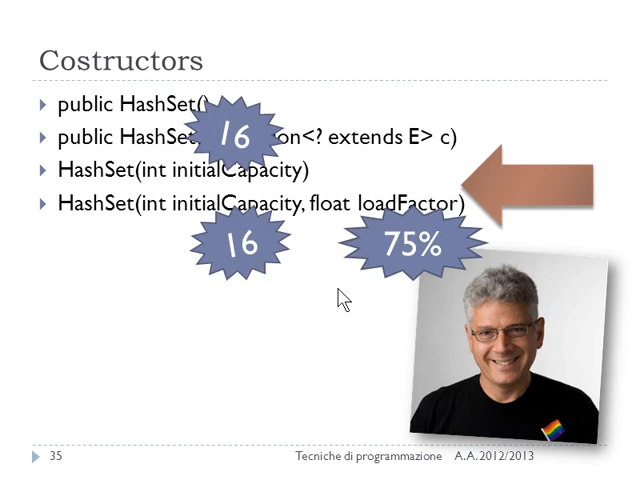 Costructors
public HashSet()
16
public HashSet on<? extends E> c)
HashSet(int initialCapacity)
HashSet(int initialCapacity, float loadFactor)
16
75%
35 Tecniche di programmazione A.A. 2012/2013